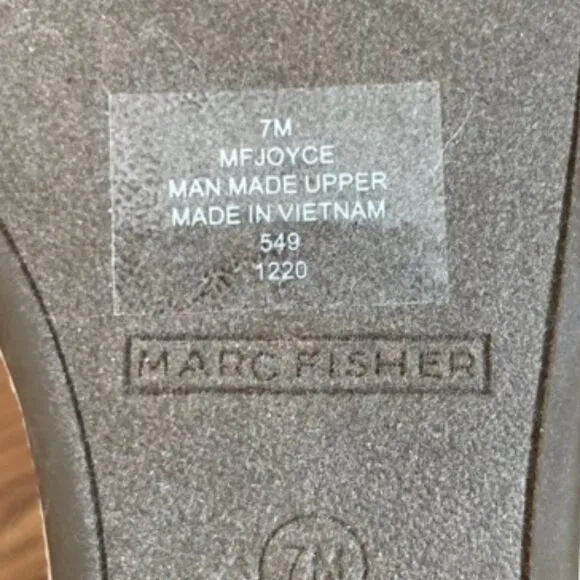 7M
MFJOYCE
MAN MADE UPPER
MADE IN VIETNAM
549
1220
MARC FISHER
7M